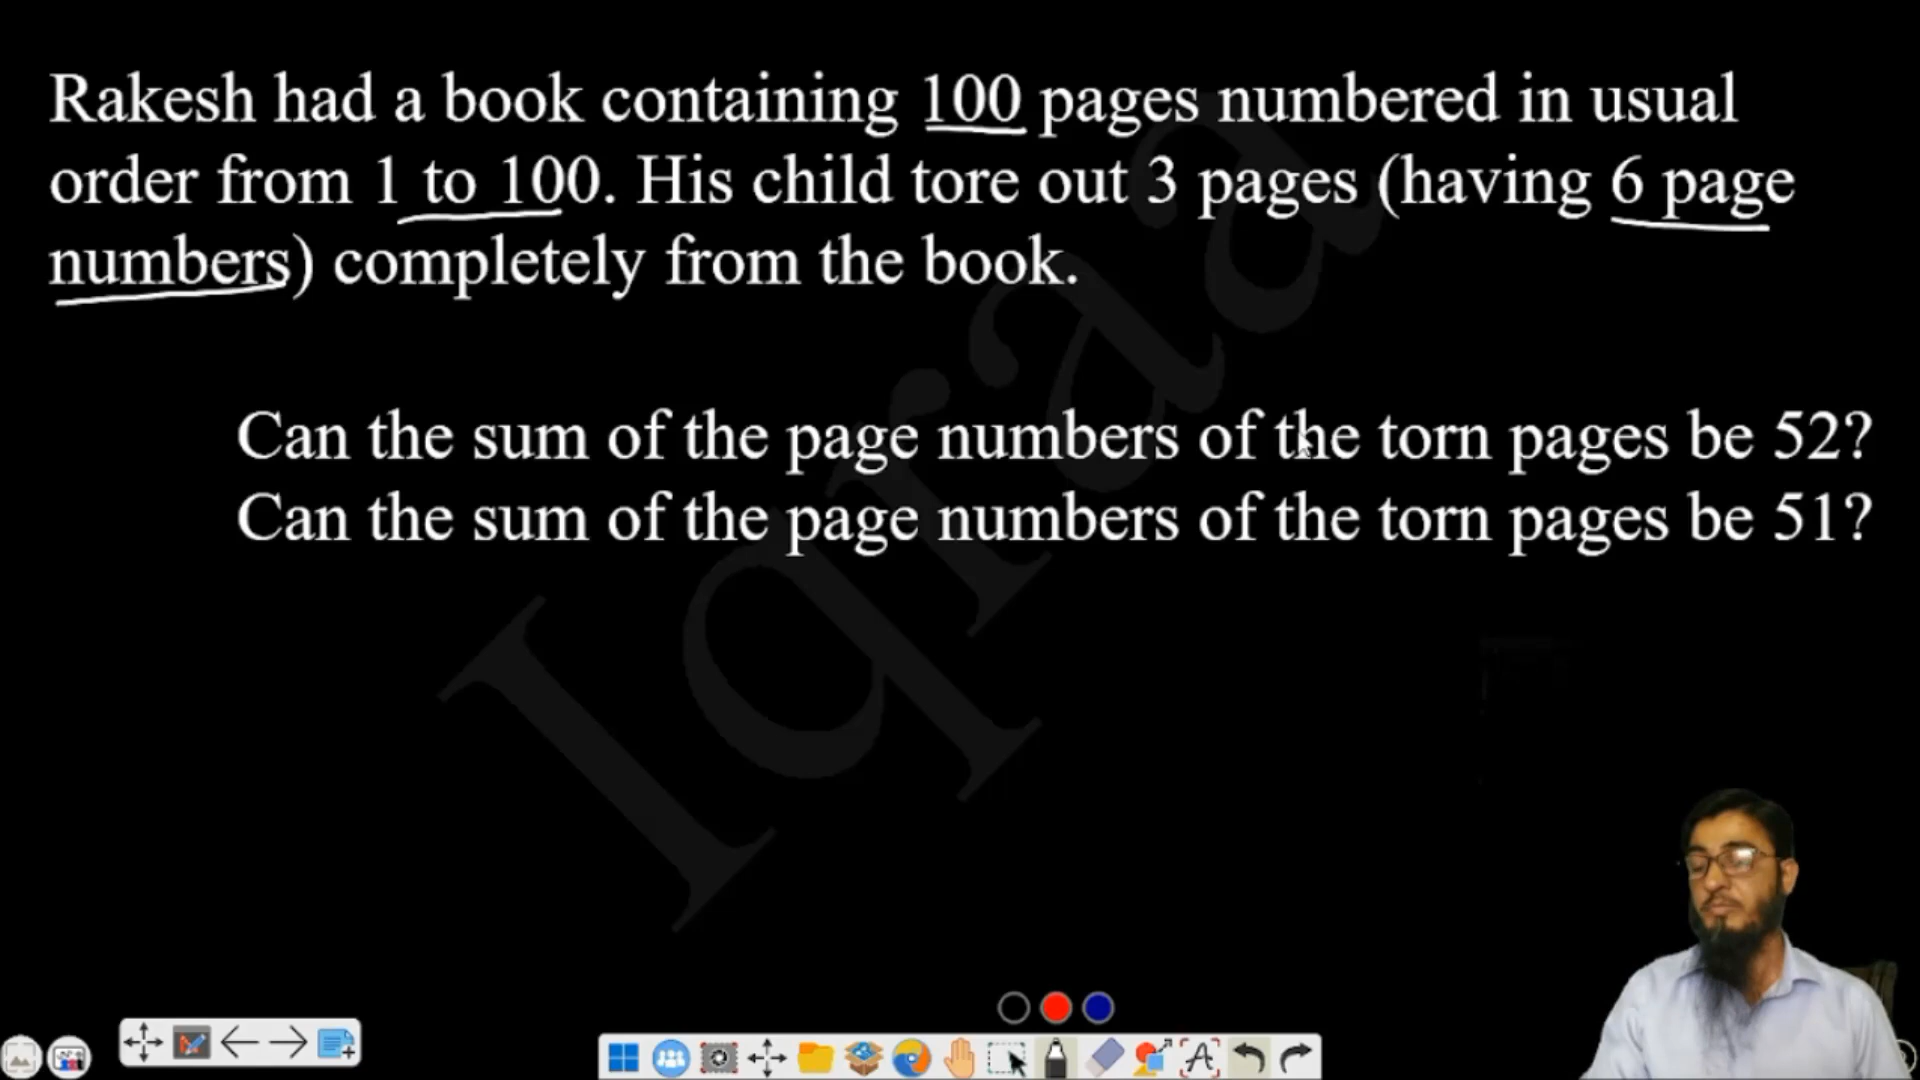 Rakesh had a book containing 100 pages numbered in usual
order from 1 to 100. His child tore out 3 pages (having 6 page
numbers) completely from the book.
Can the sum of the page numbers of the torn pages be 52?
Can the sum of the page numbers of the torn pages be 51?
Iqraa